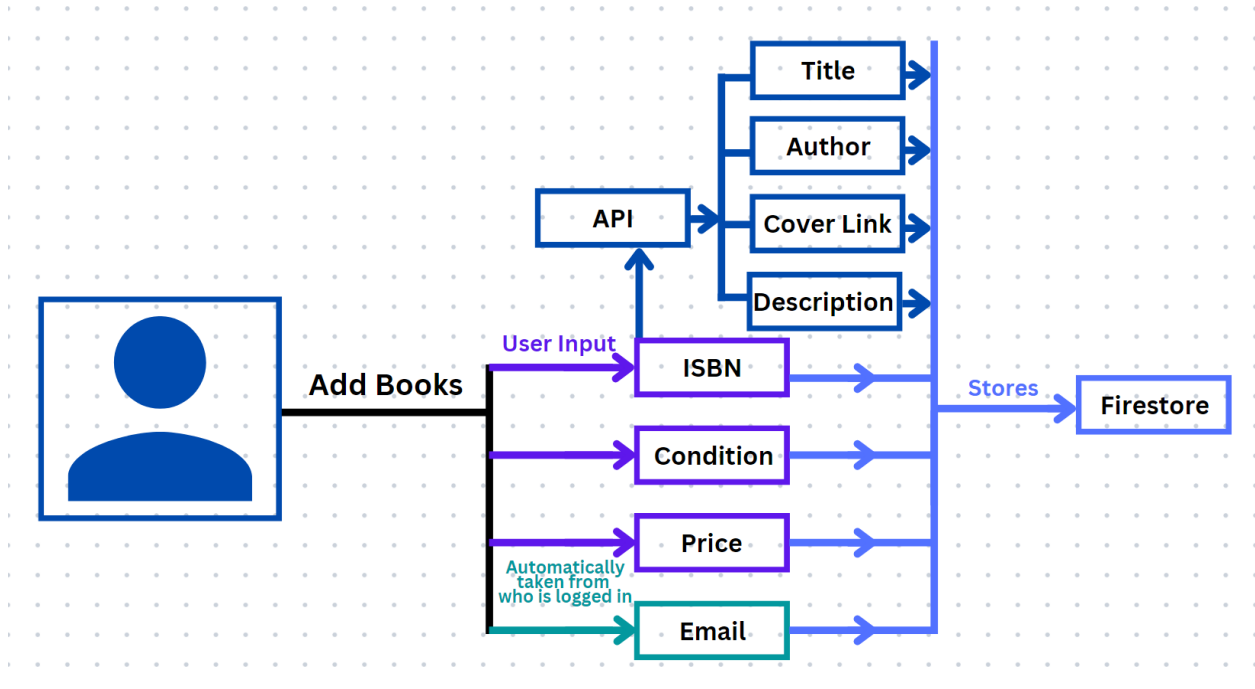 Title
Author
API
Cover Link
Description
User Input
ISBN
Add Books
Stores
Firestore
Condition
Price
Automatically
taken from
who is logged in
Email